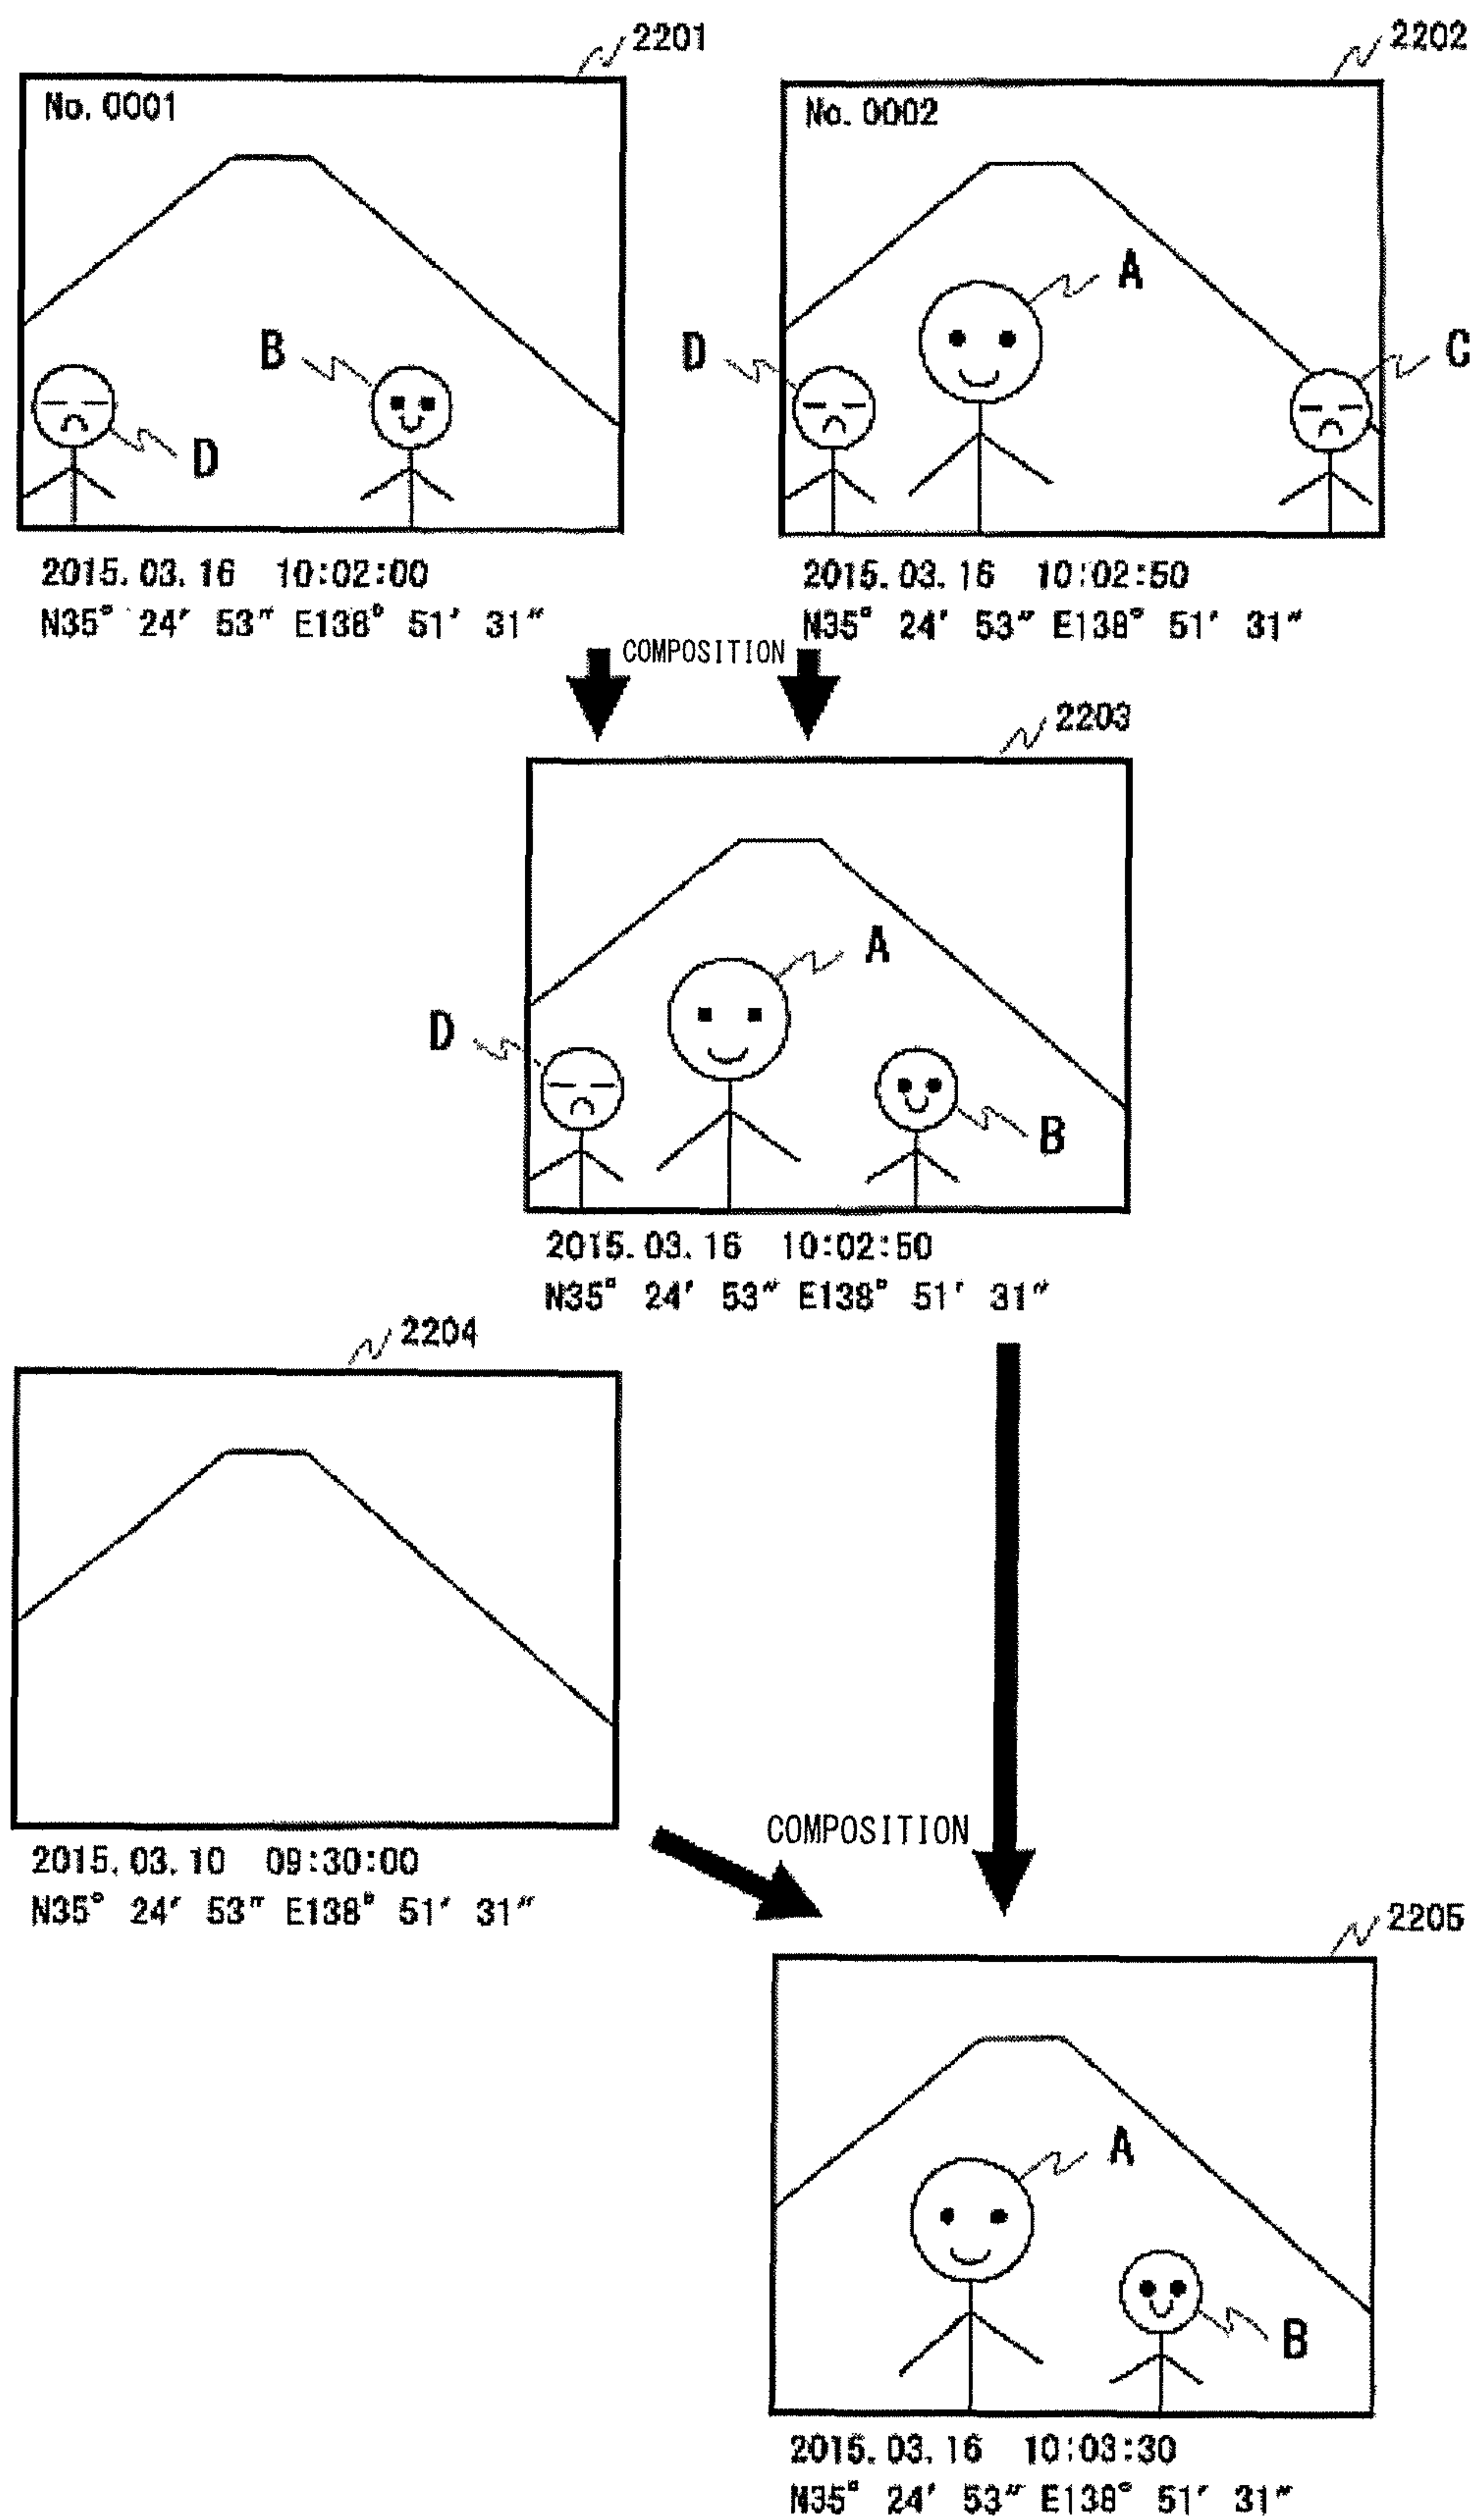 2201
2202
No. 0001
No. 0002
A
B
D
C
D
2015. 03. 16 10:02:00
N35° 24′ 53″ E138° 51′ 31″
2015. 03. 16 10:02:50
N35° 24′ 53″ E138° 51′ 31″
COMPOSITION
2203
A
D
B
2015. 03. 16 10:02:50
N35° 24′ 53″ E138° 51′ 31″
2204
COMPOSITION
2015. 03. 10 09:30:00
N35° 24′ 53″ E138° 51′ 31″
2205
A
B
2015. 03. 16 10:03:30
N35° 24′ 53″ E138° 51′ 31″